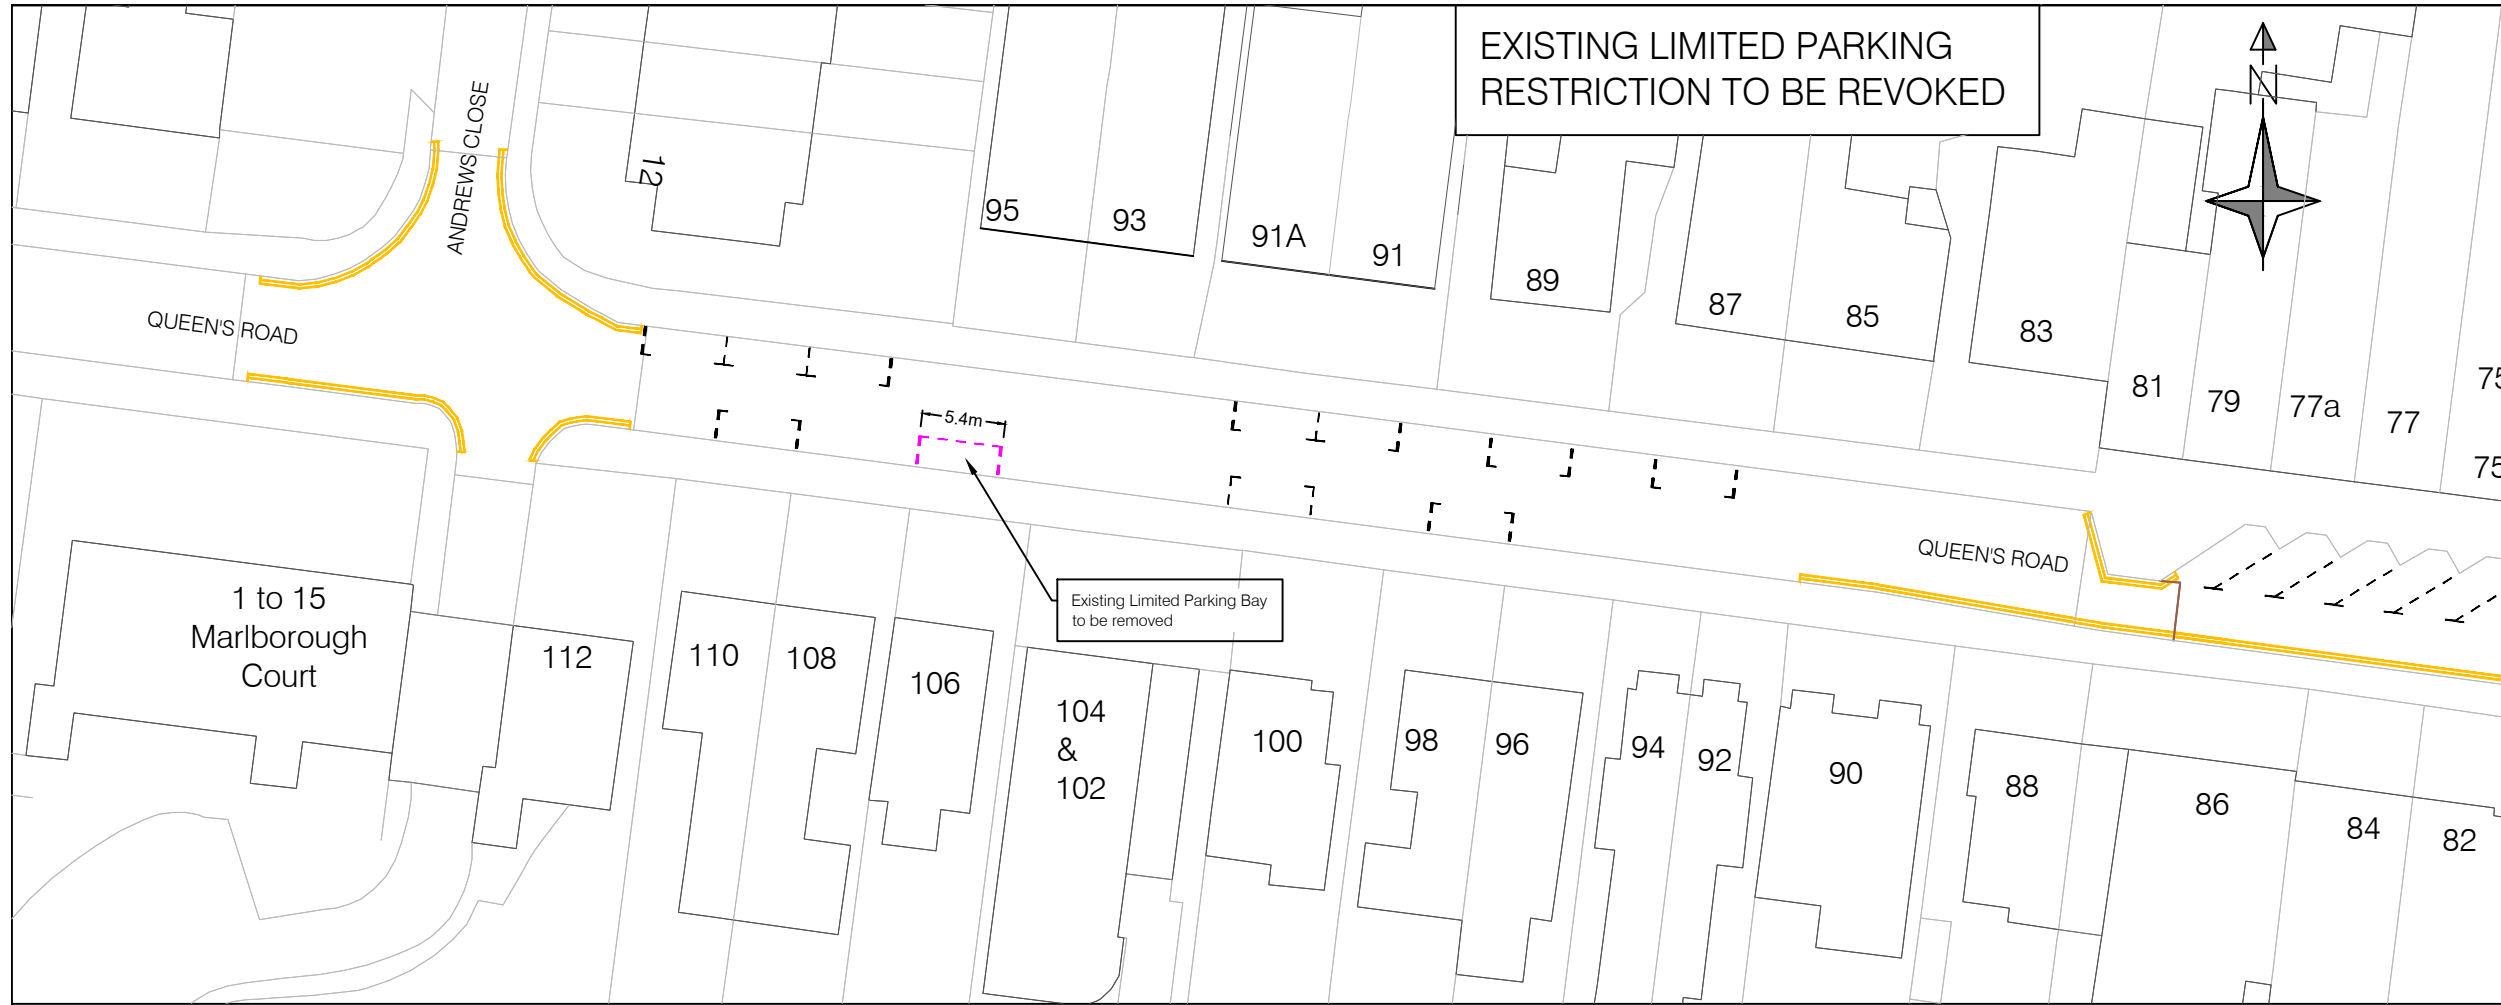 EXISTING LIMITED PARKING
RESTRICTION TO BE REVOKED
N
ANDREWS CLOSE
12
95
93
91A
91
89
87
85
83
81
79
77a
77
75
75
QUEEN'S ROAD
5.4m
QUEEN'S ROAD
Existing Limited Parking Bay
to be removed
1 to 15
Marlborough
Court
112
110
108
106
104
&
102
100
98
96
94
92
90
88
86
84
82